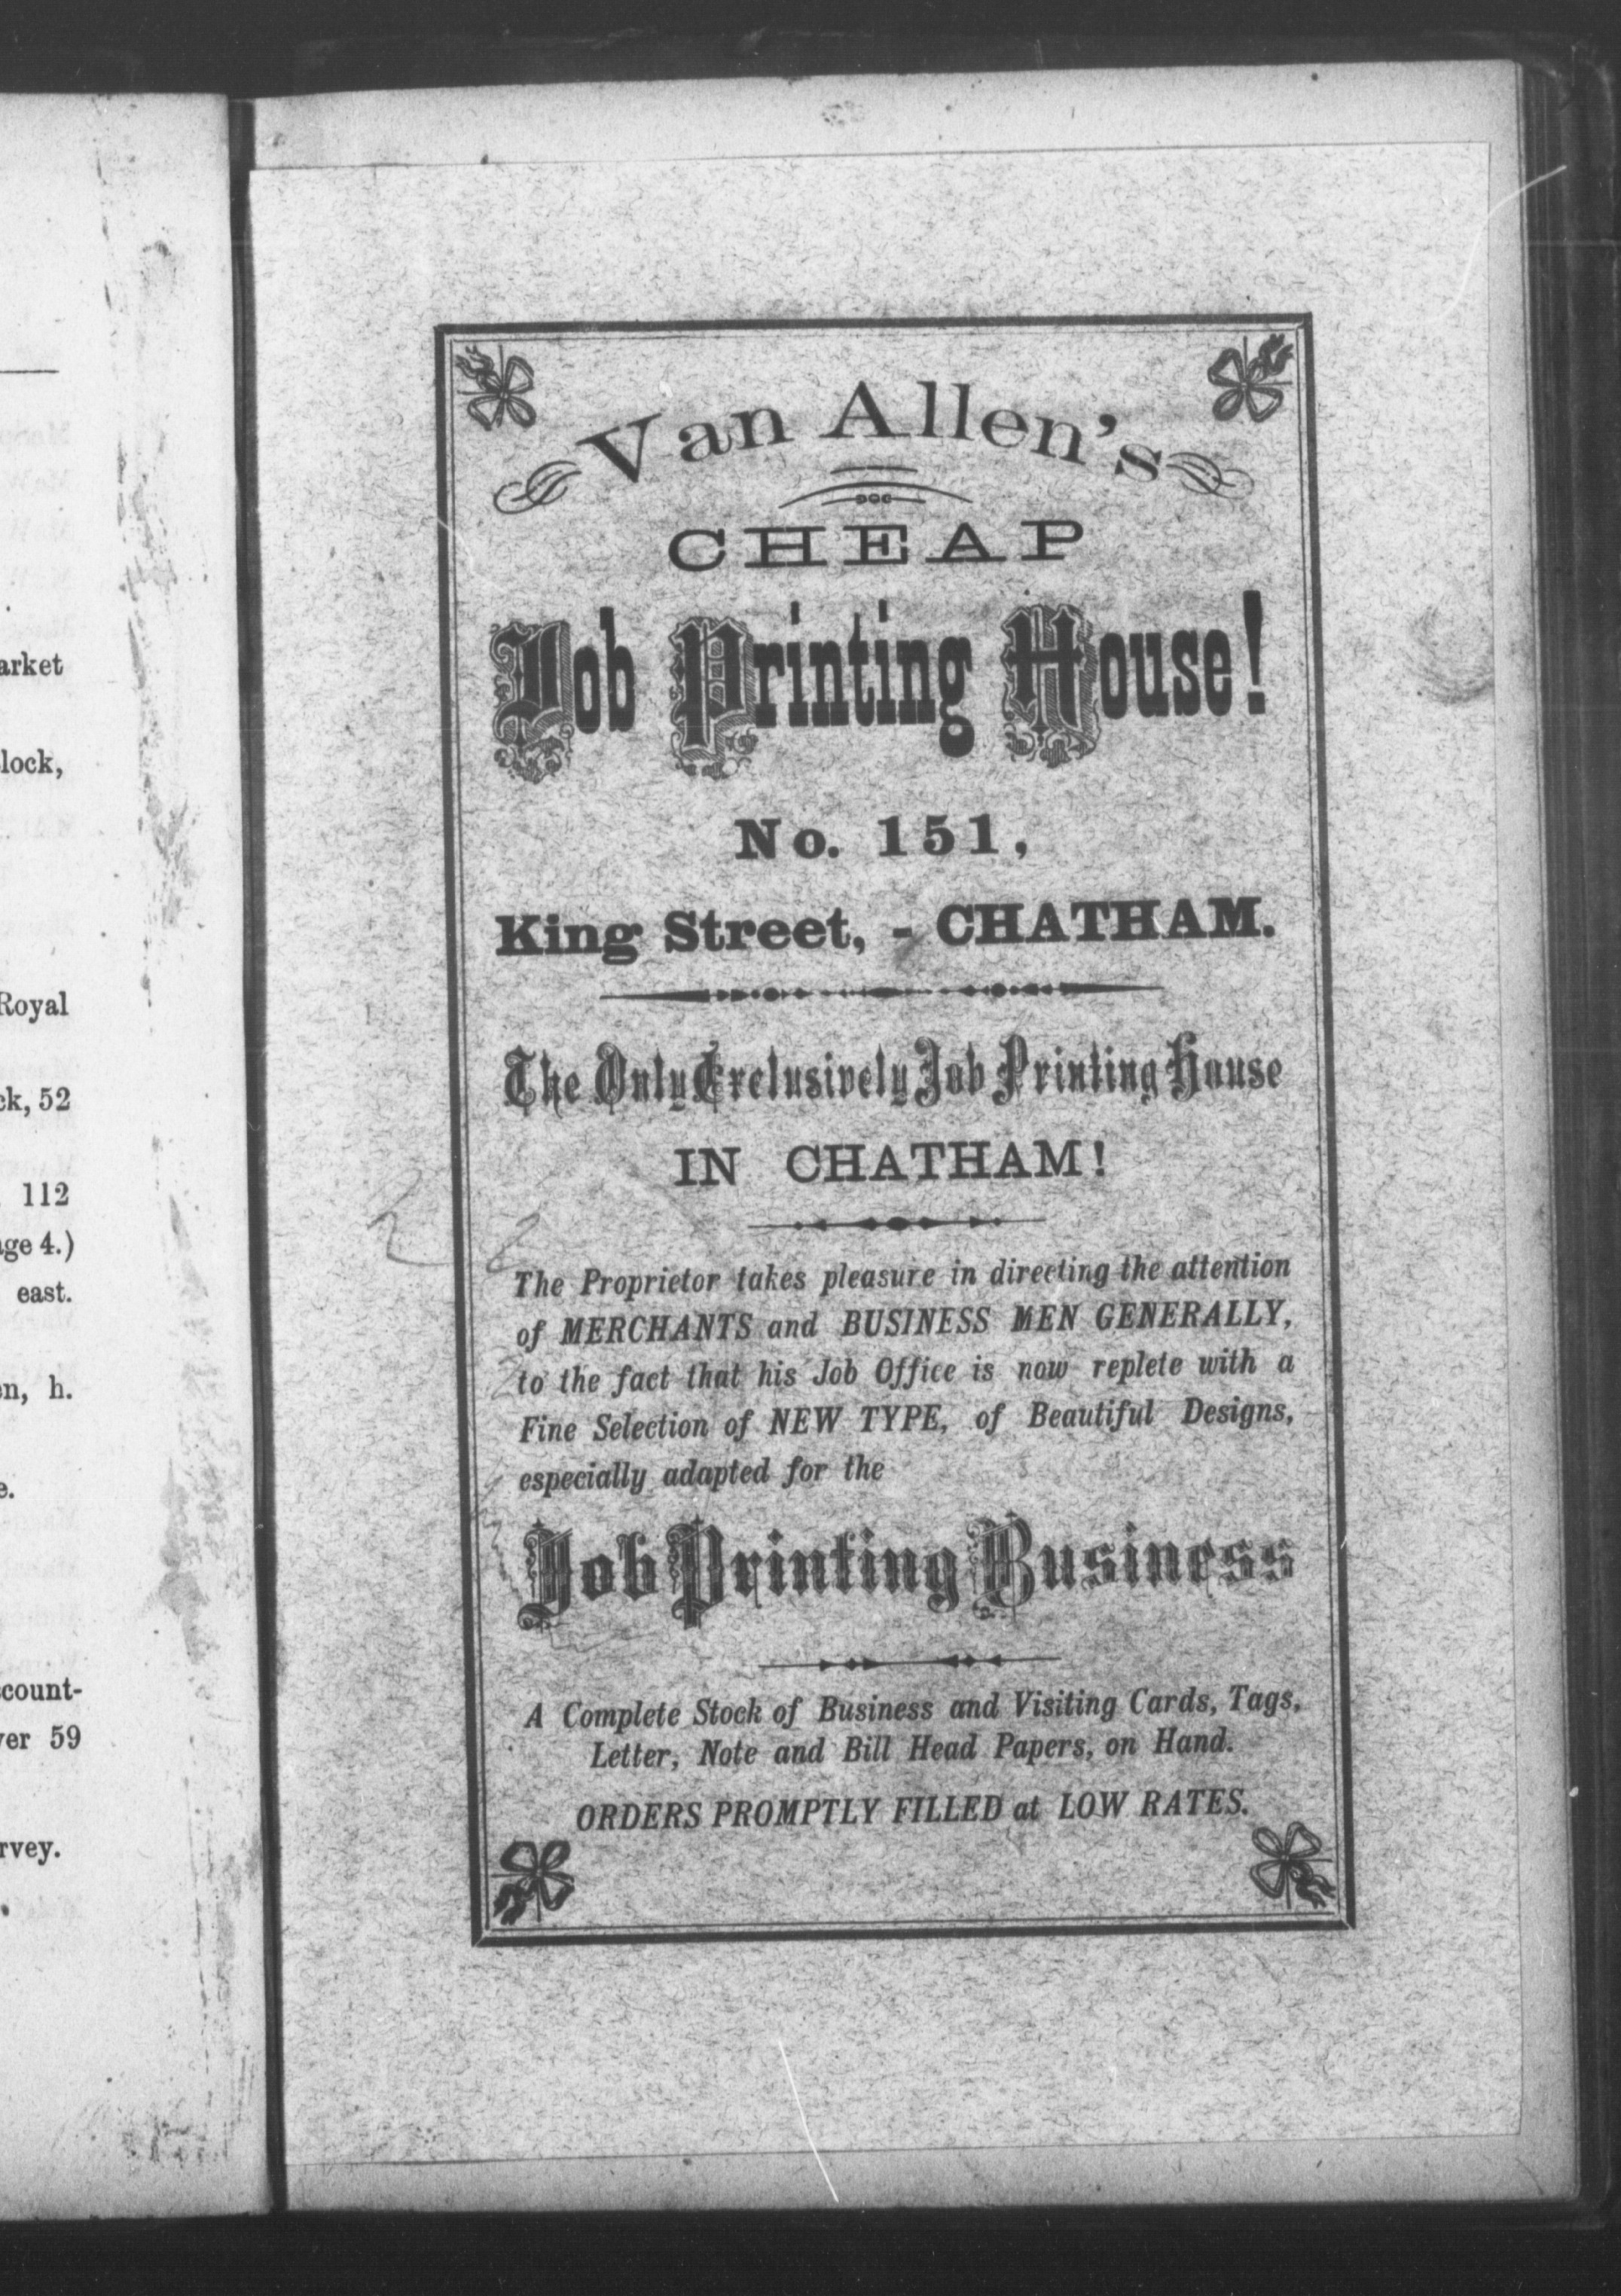 arket
lock,
Royal
ck, 52
112
age 4.)
east.
en, h.
e.
count-
ver 59
rvey.
Van Allen's
CHEAP
Job Printing House!
No. 151,
King Street, - CHATHAM.
The Only Exclusively Job Printing House
IN CHATHAM!
The Proprietor takes pleasure in directing the attention
of MERCHANTS and BUSINESS MEN GENERALLY,
to the fact that his Job Office is now replete with a
Fine Selection of NEW TYPE, of Beautiful Designs,
especially adapted for the
Job Printing Business
A Complete Stock of Business and Visiting Cards, Tags,
Letter, Note and Bill Head Papers, on Hand.
ORDERS PROMPTLY FILLED at LOW RATES.